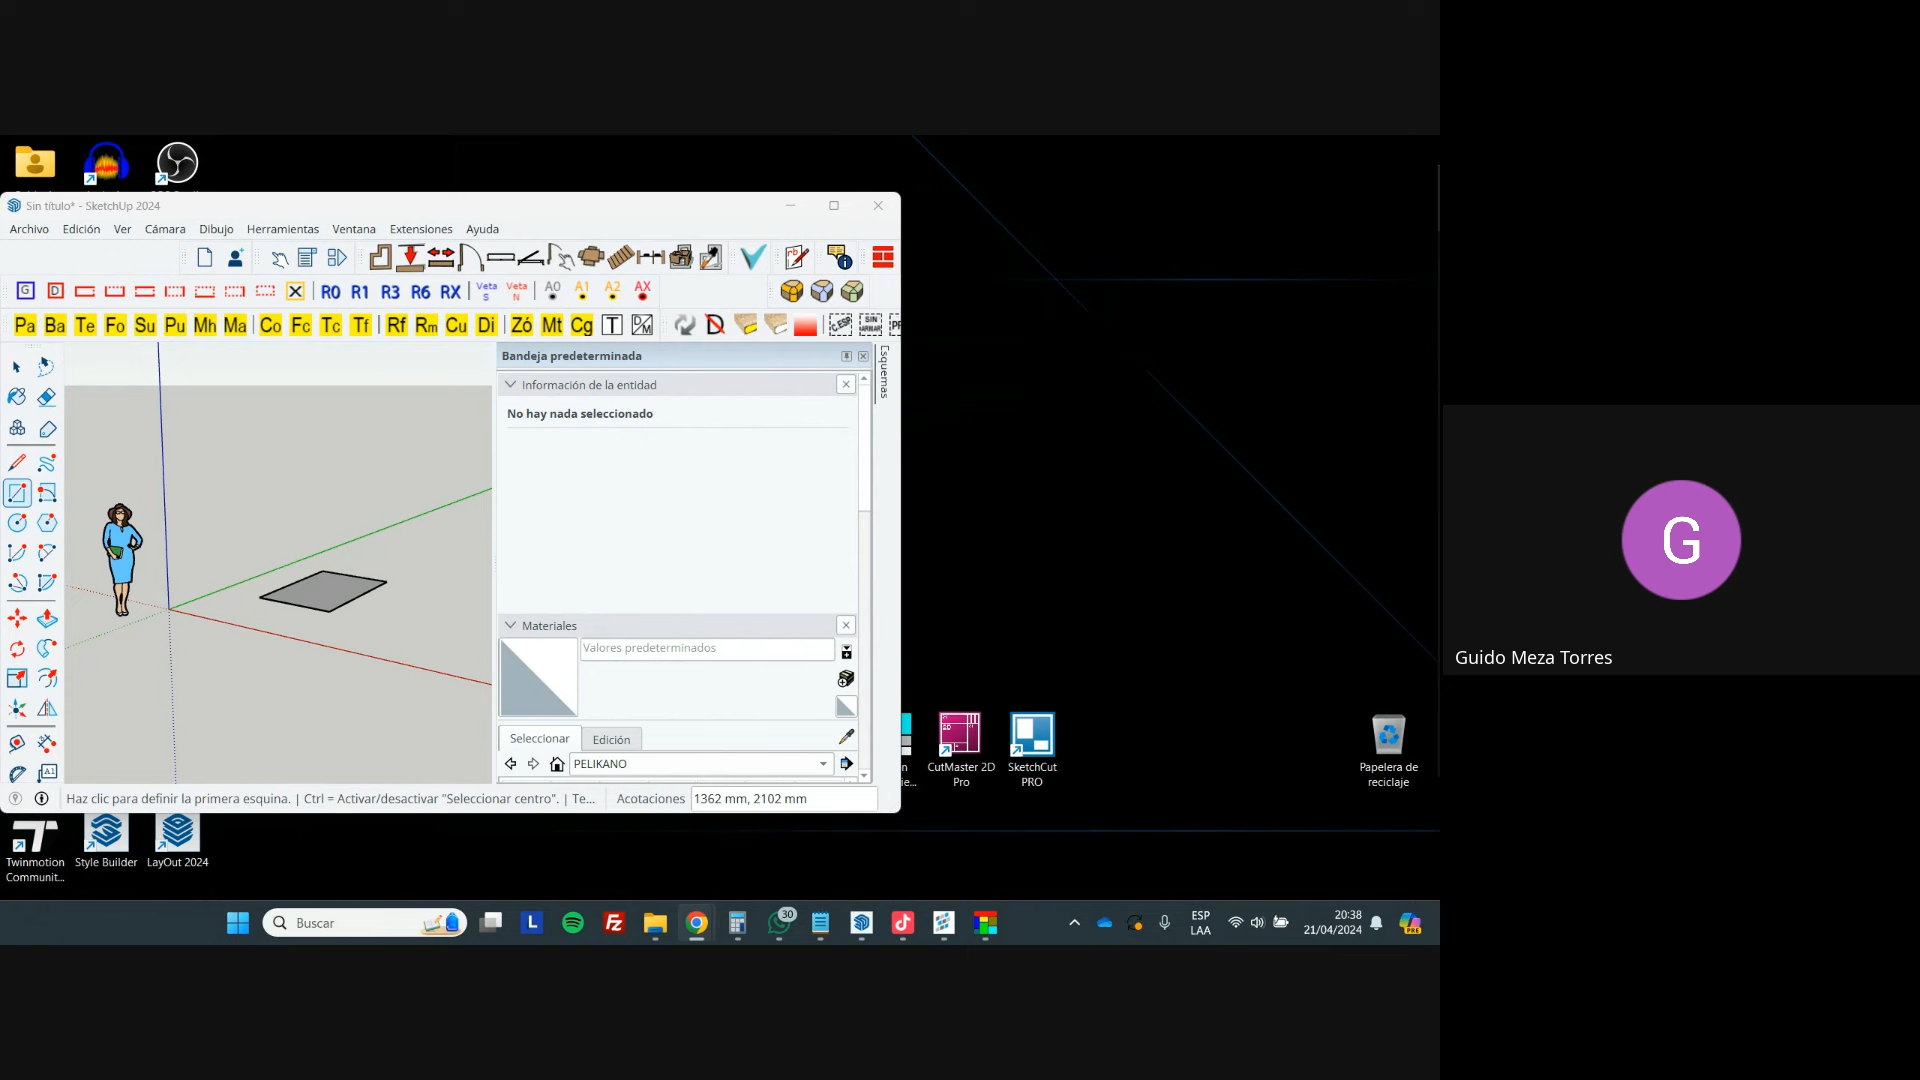 Sin título* - SketchUp 2024
Archivo Edición Ver Cámara Dibujo Herramientas Ventana Extensiones Ayuda
G D R0 R1 R3 R6 RX Veta S Veta N A0 A1 A2 AX
Pa Ba Te Fo Su Pu Mh Ma Co Fc Tc Tf Rf Rm Cu Di Zó Mt Cg T D/M C.ESP SIN
Bandeja predeterminada
Esquemas
Información de la entidad
No hay nada seleccionado
Materiales
Valores predeterminados
Seleccionar Edición
PELIKANO
Haz clic para definir la primera esquina. | Ctrl = Activar/desactivar "Seleccionar centro". | Te...
Acotaciones 1362 mm, 2102 mm
CutMaster 2D Pro
SketchCut PRO
Papelera de reciclaje
Twinmotion Communit...
Style Builder
LayOut 2024
Buscar
30
ESP
LAA
20:38
21/04/2024
PRE
G
Guido Meza Torres